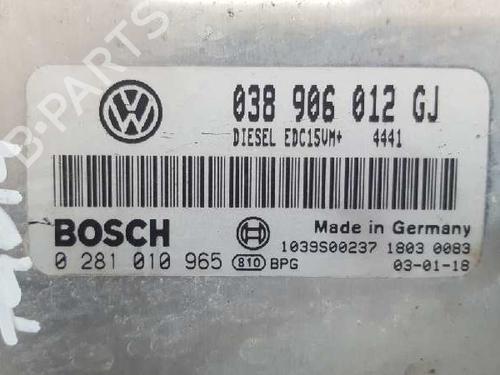 038 906 012 GJ
DIESEL EDC15VM+ 4441
BOSCH
Made in Germany
1039S00237 1803 0083
0 281 010 965 810 BPG
03-01-18
B-Parts